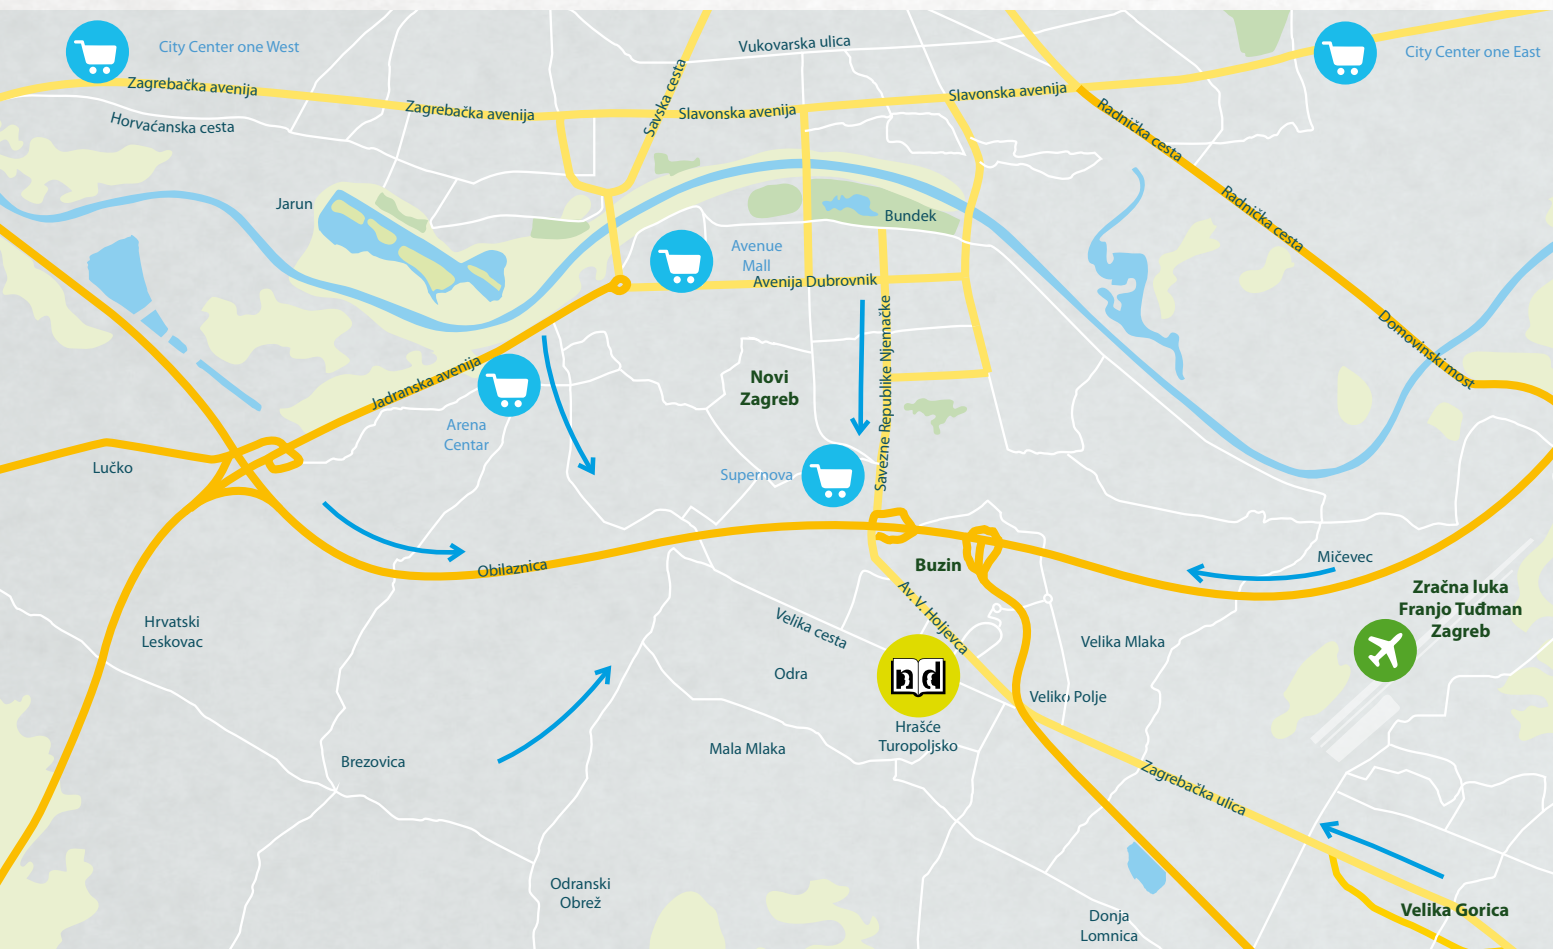 City Center one West
Vukovarska ulica
City Center one East
Zagrebačka avenija
Zagrebačka avenija
Savska cesta
Slavonska avenija
Slavonska avenija
Radnička cesta
Horvaćanska cesta
Jarun
Bundek
Radnička cesta
Avenue
Mall
Avenija Dubrovnik
Domovinski most
Savezne Republike Njemačke
Jadranska avenija
Novi
Zagreb
Arena
Centar
Lučko
Supernova
Obilaznica
Buzin
Mičevec
Zračna luka
Franjo Tuđman
Zagreb
Av. V. Holjevca
Velika cesta
Hrvatski
Leskovac
Velika Mlaka
Odra
nd
Veliko Polje
Hrašće
Turopoljsko
Mala Mlaka
Brezovica
Zagrebačka ulica
Odranski
Obrež
Donja
Lomnica
Velika Gorica